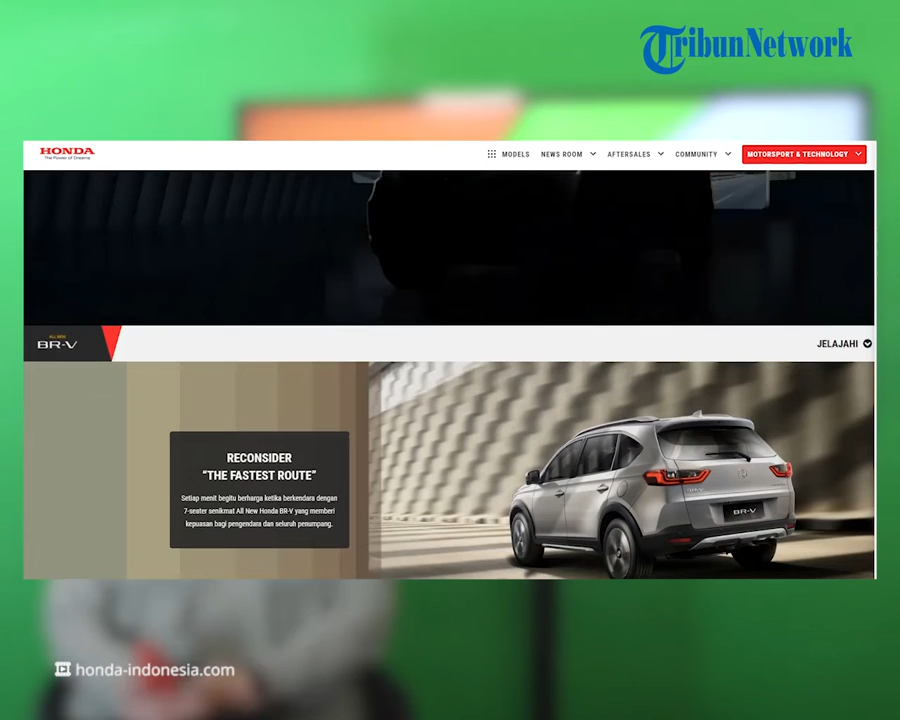 TribunNetwork
HONDA
The Power of Dreams
MODELS NEWS ROOM AFTERSALES COMMUNITY MOTORSPORT & TECHNOLOGY
ALL NEW
BR-V
JELAJAHI
RECONSIDER
“THE FASTEST ROUTE”
Setiap menit begitu berharga ketika berkendara dengan
7-seater senikmat All New Honda BR-V yang memberi
kepuasan bagi pengendara dan seluruh penumpang.
BR-V
honda-indonesia.com